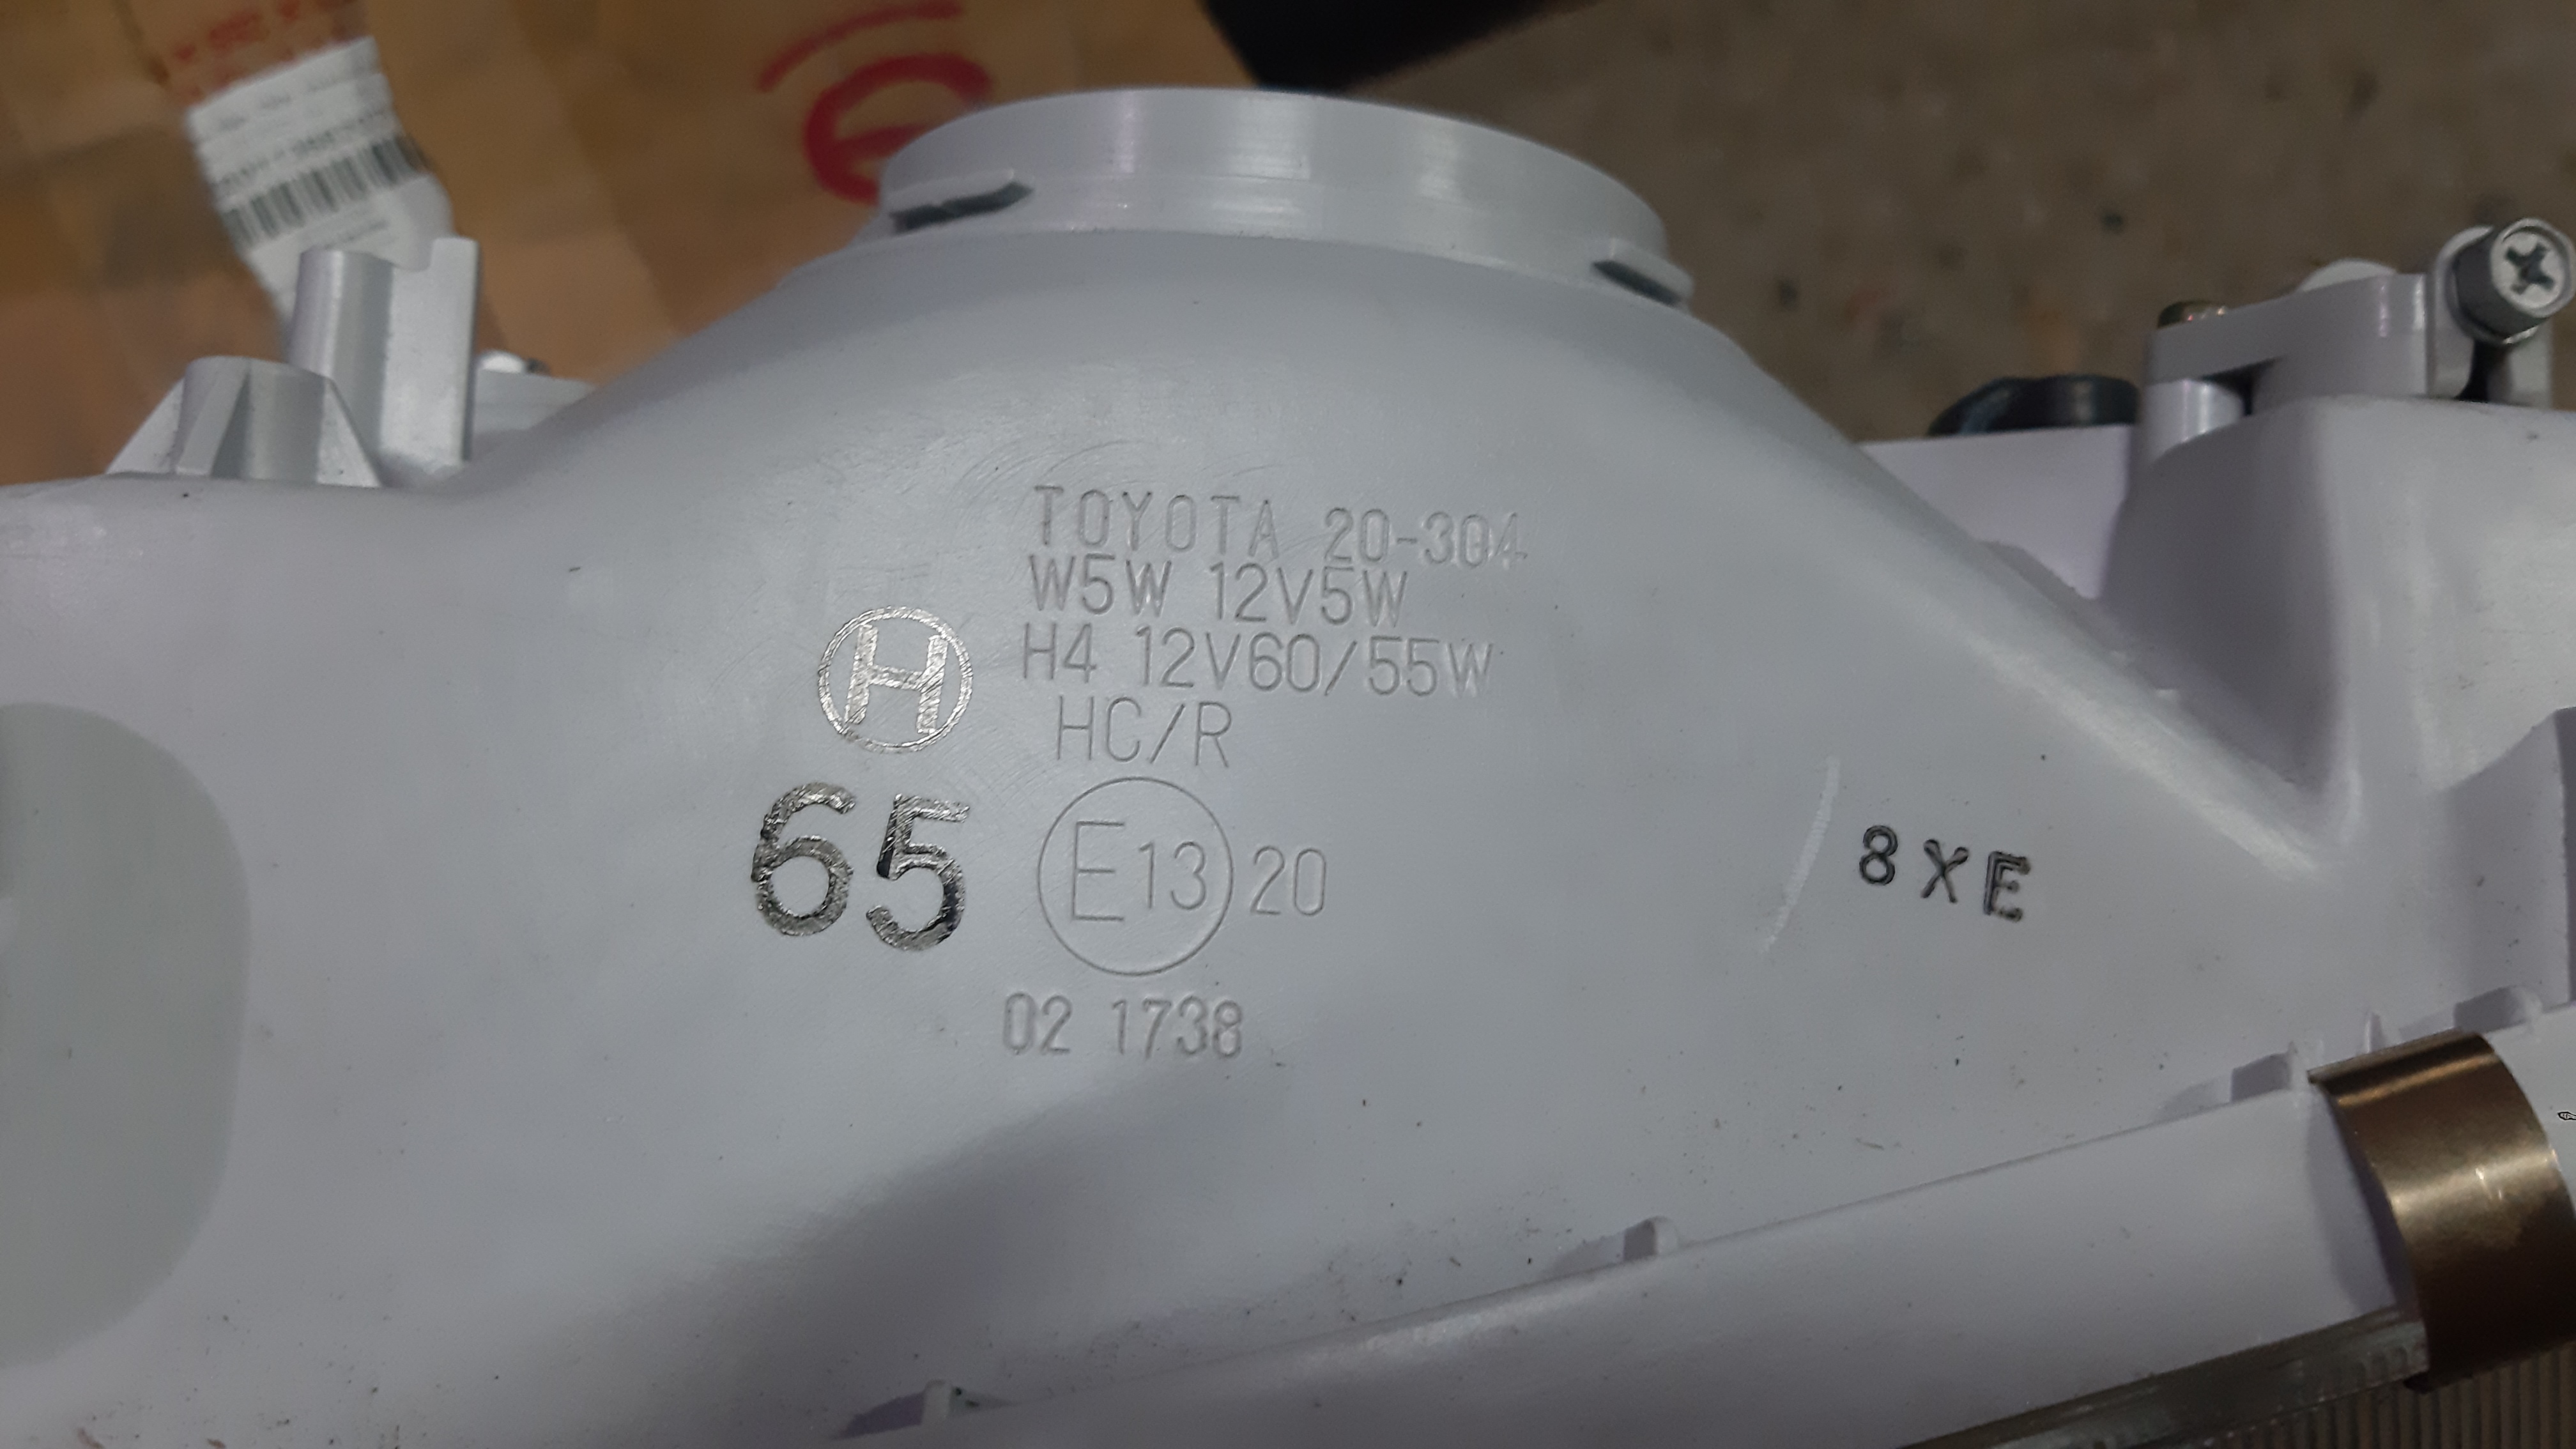 TOYOTA 20-304
W5W 12V5W
H4 12V60/55W
H
HC/R
65
E13 20
8XE
02 1738